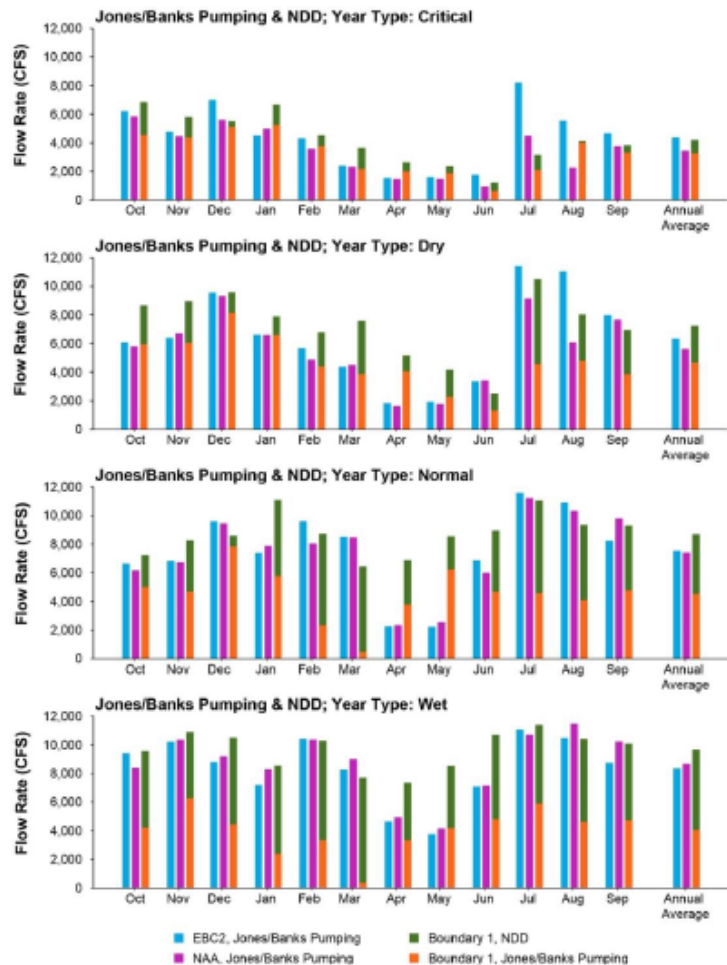 Jones/Banks Pumping & NDD; Year Type: Critical
Flow Rate (CFS)
12,000
10,000
8,000
6,000
4,000
2,000
0
Oct Nov Dec Jan Feb Mar Apr May Jun Jul Aug Sep Annual
Average
Jones/Banks Pumping & NDD; Year Type: Dry
Flow Rate (CFS)
12,000
10,000
8,000
6,000
4,000
2,000
0
Oct Nov Dec Jan Feb Mar Apr May Jun Jul Aug Sep Annual
Average
Jones/Banks Pumping & NDD; Year Type: Normal
Flow Rate (CFS)
12,000
10,000
8,000
6,000
4,000
2,000
0
Oct Nov Dec Jan Feb Mar Apr May Jun Jul Aug Sep Annual
Average
Jones/Banks Pumping & NDD; Year Type: Wet
Flow Rate (CFS)
12,000
10,000
8,000
6,000
4,000
2,000
0
Oct Nov Dec Jan Feb Mar Apr May Jun Jul Aug Sep Annual
Average
EBC2, Jones/Banks Pumping Boundary 1, NDD
NAA, Jones/Banks Pumping Boundary 1, Jones/Banks Pumping